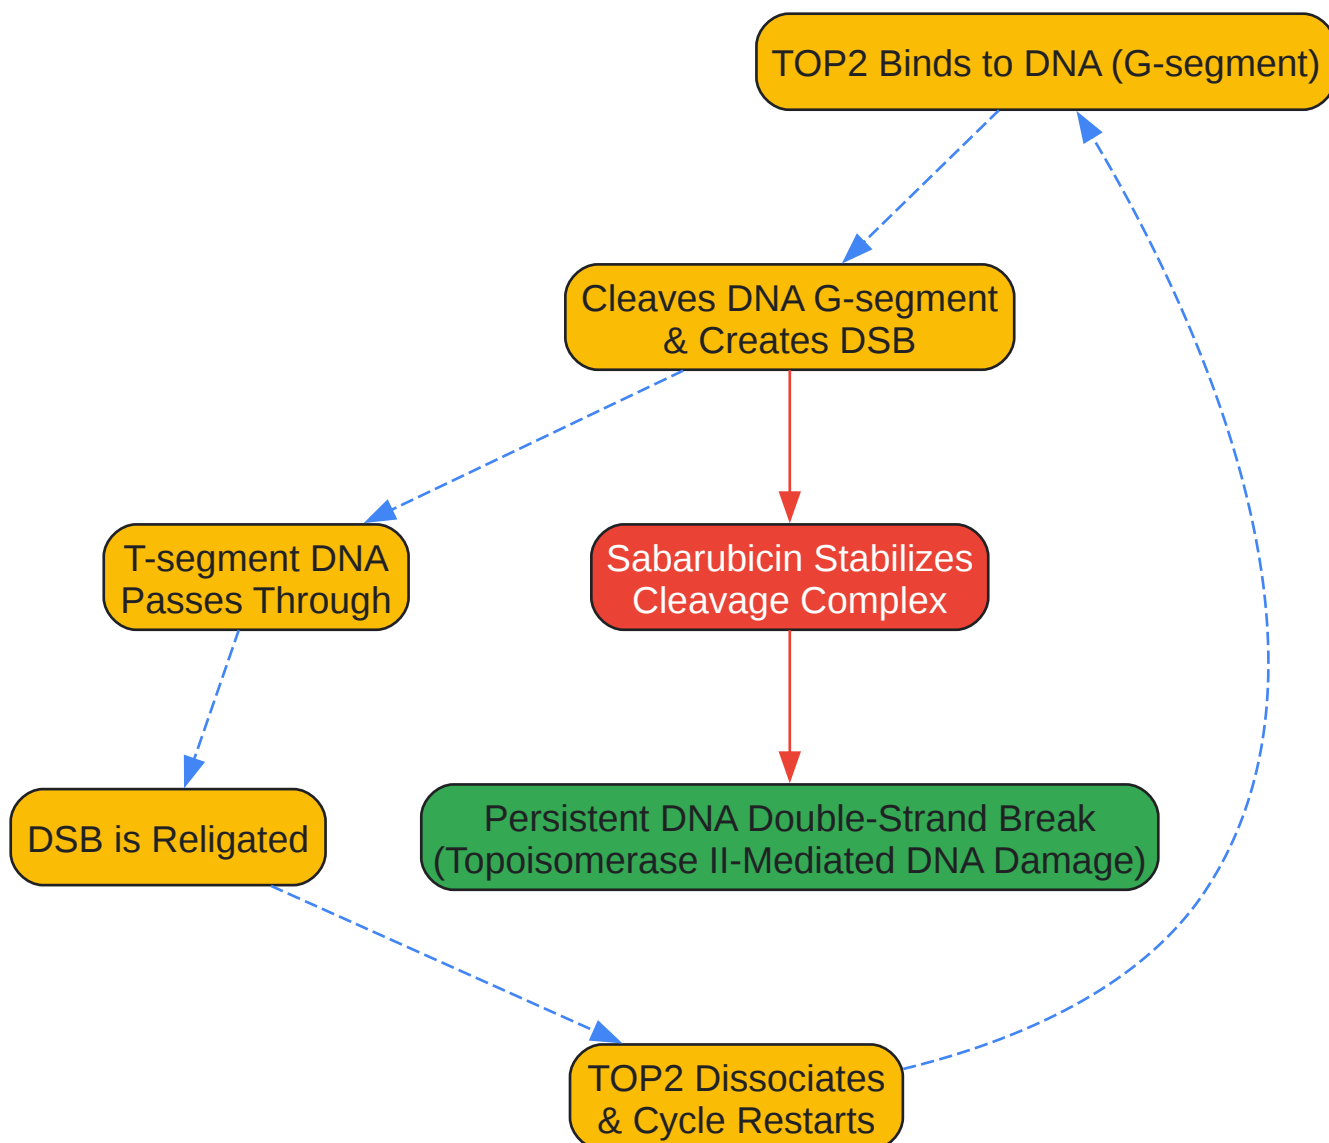 TOP2 Binds to DNA (G-segment)
Cleaves DNA G-segment
& Creates DSB
T-segment DNA
Passes Through
Sabarubicin Stabilizes
Cleavage Complex
DSB is Religated
Persistent DNA Double-Strand Break
(Topoisomerase II-Mediated DNA Damage)
TOP2 Dissociates
& Cycle Restarts